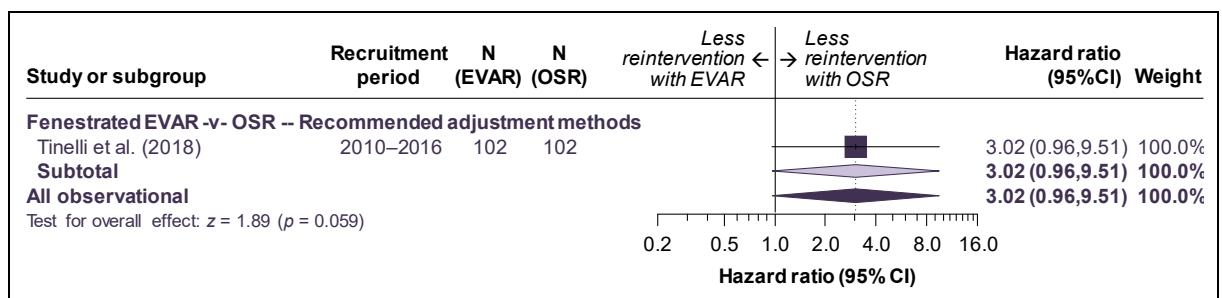 Less reintervention with EVAR ← → Less reintervention with OSR
Study or subgroup Recruitment period N (EVAR) N (OSR) Hazard ratio (95%CI) Weight
Fenestrated EVAR -v- OSR -- Recommended adjustment methods
Tinelli et al. (2018) 2010–2016 102 102 3.02 (0.96,9.51) 100.0%
Subtotal 3.02 (0.96,9.51) 100.0%
All observational 3.02 (0.96,9.51) 100.0%
Test for overall effect: z = 1.89 (p = 0.059)
0.2 0.5 1.0 2.0 4.0 8.0 16.0
Hazard ratio (95% CI)